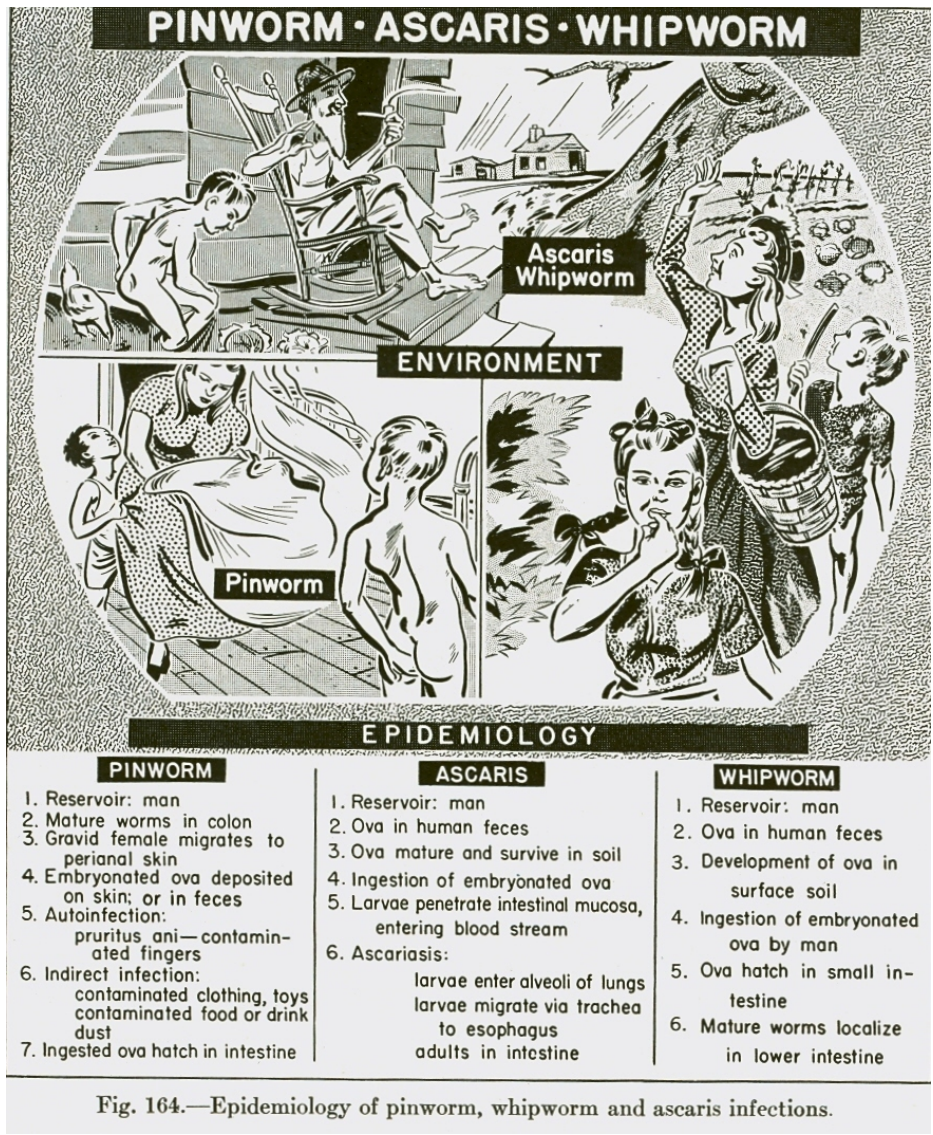 PINWORM · ASCARIS · WHIPWORM
Ascaris
Whipworm
ENVIRONMENT
Pinworm
EPIDEMIOLOGY
PINWORM
1. Reservoir: man
2. Mature worms in colon
3. Gravid female migrates to
perianal skin
4. Embryonated ova deposited
on skin; or in feces
5. Autoinfection:
pruritus ani—contamin-
ated fingers
6. Indirect infection:
contaminated clothing, toys
contaminated food or drink
dust
7. Ingested ova hatch in intestine
ASCARIS
1. Reservoir: man
2. Ova in human feces
3. Ova mature and survive in soil
4. Ingestion of embryonated ova
5. Larvae penetrate intestinal mucosa,
entering blood stream
6. Ascariasis:
larvae enter alveoli of lungs
larvae migrate via trachea
to esophagus
adults in intestine
WHIPWORM
1. Reservoir: man
2. Ova in human feces
3. Development of ova in
surface soil
4. Ingestion of embryonated
ova by man
5. Ova hatch in small in-
testine
6. Mature worms localize
in lower intestine
Fig. 164.—Epidemiology of pinworm, whipworm and ascaris infections.